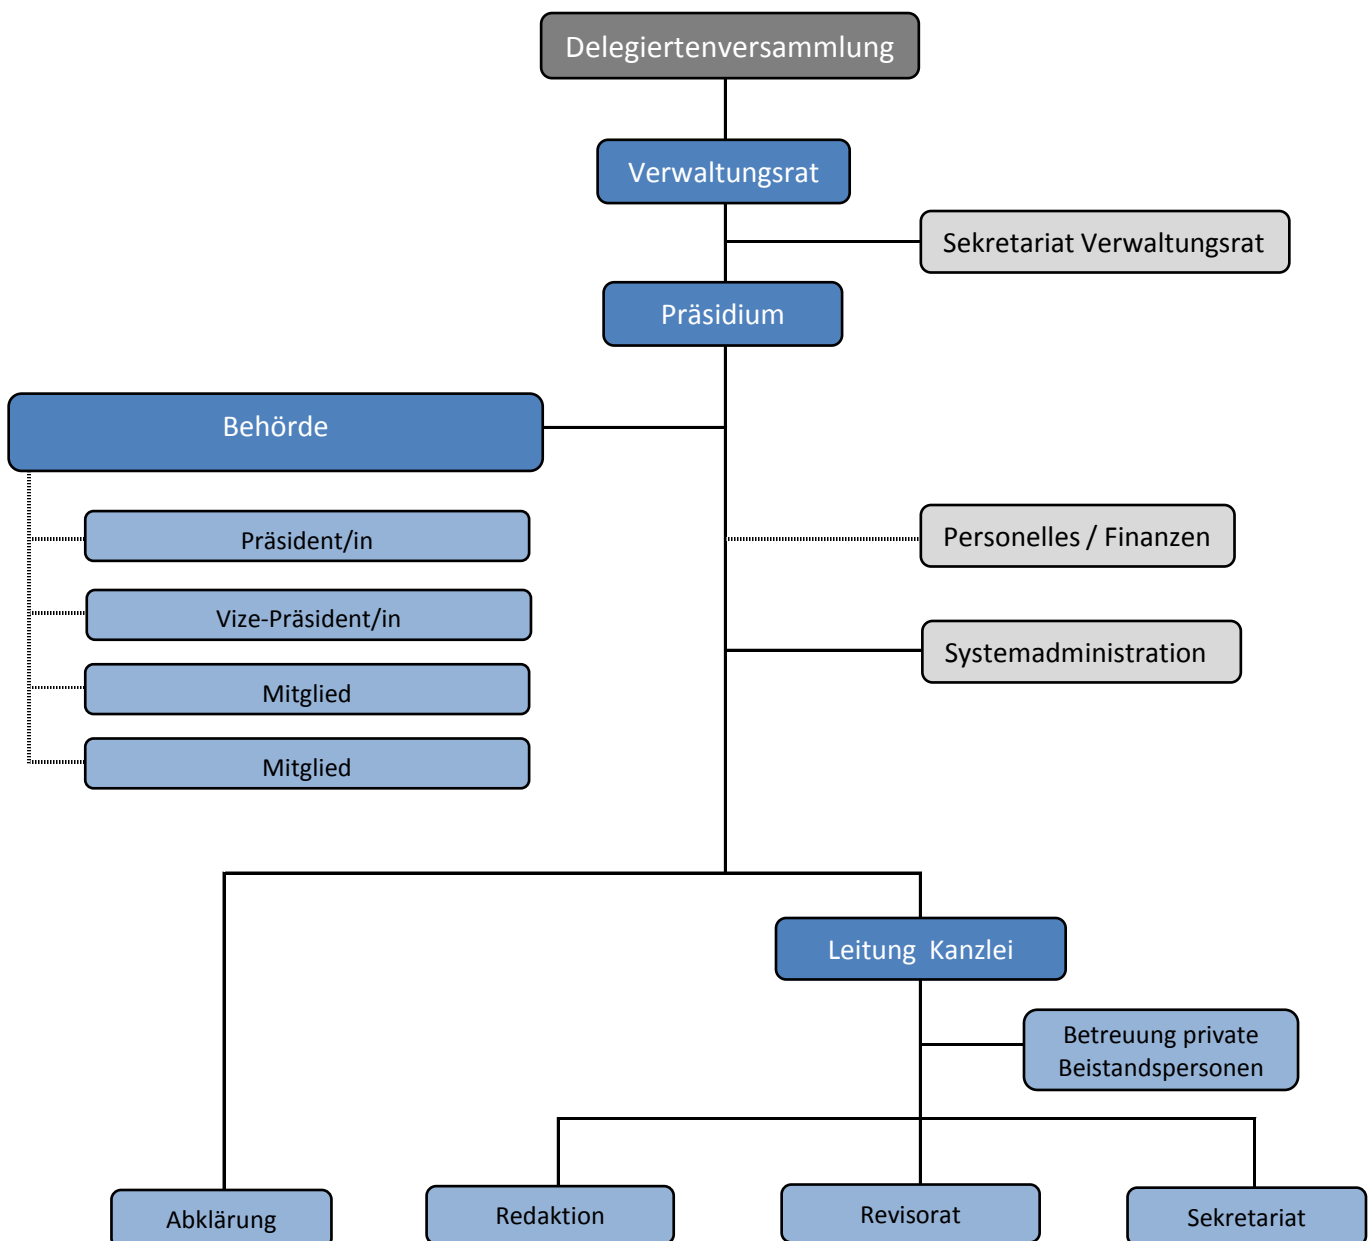 Delegiertenversammlung
Verwaltungsrat
Sekretariat Verwaltungsrat
Präsidium
Behörde
Präsident/in
Personelles / Finanzen
Vize-Präsident/in
Systemadministration
Mitglied
Mitglied
Leitung Kanzlei
Betreuung private
Beistandspersonen
Abklärung
Redaktion
Revisorat
Sekretariat